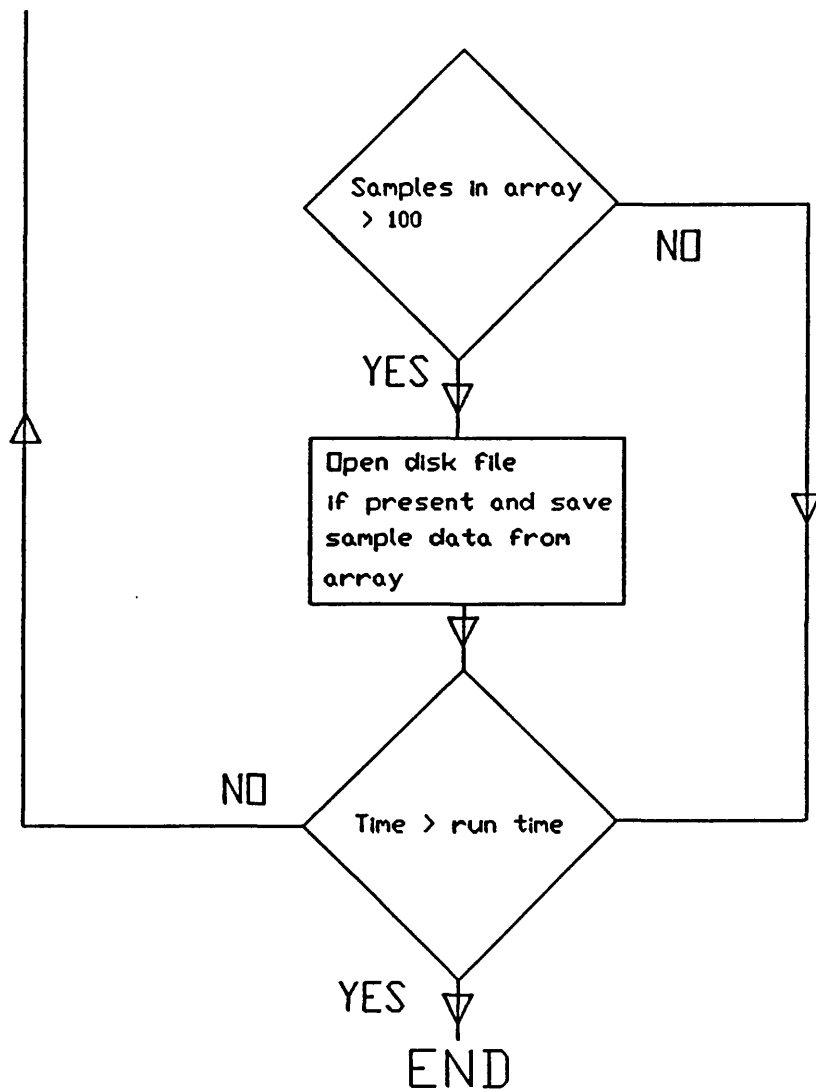 Samples in array
> 100
NO
YES
Open disk file
if present and save
sample data from
array
NO
Time > run time
YES
END